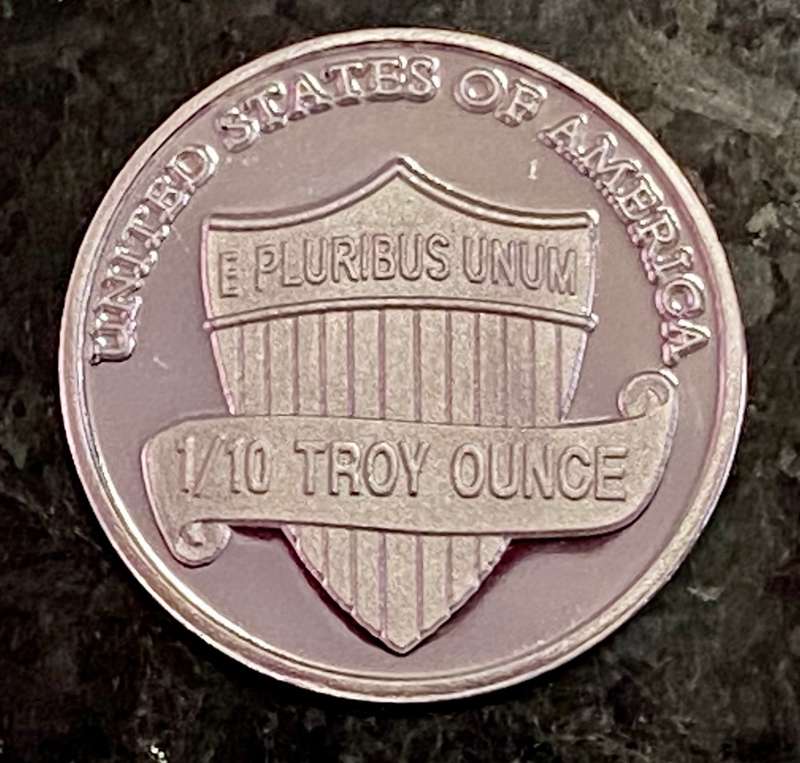 UNITED STATES OF AMERICA
E PLURIBUS UNUM
1/10 TROY OUNCE